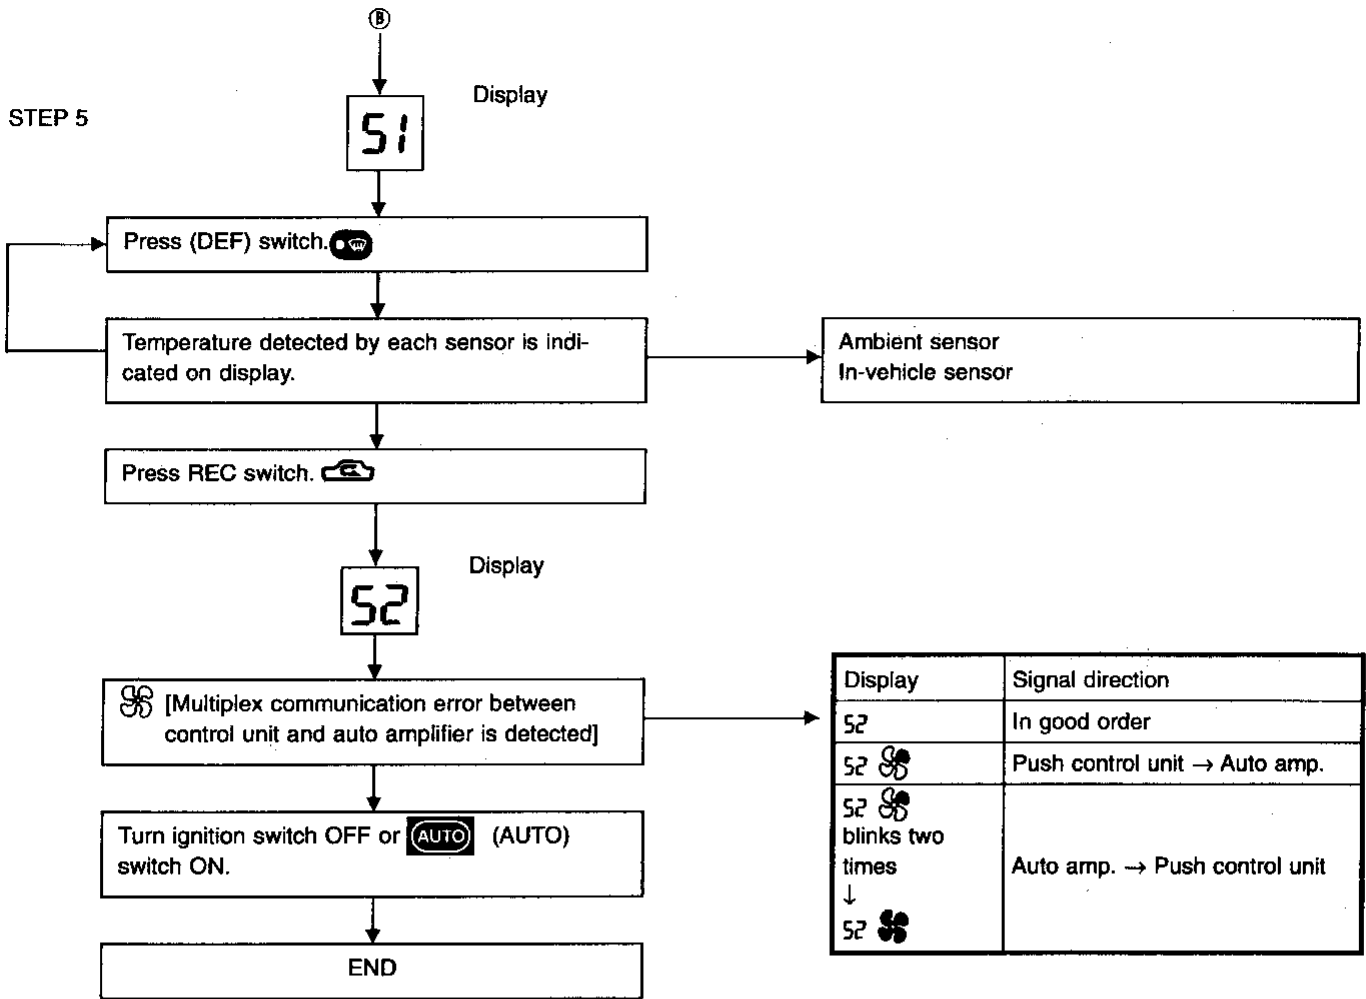 Ⓑ
Display
STEP 5
51
Press (DEF) switch.
Temperature detected by each sensor is indi-
cated on display.
Ambient sensor
In-vehicle sensor
Press REC switch.
Display
52
[Multiplex communication error between
control unit and auto amplifier is detected]
Turn ignition switch OFF or AUTO (AUTO)
switch ON.
END
Display Signal direction
52 In good order
52 Push control unit → Auto amp.
52
blinks two
times
↓
52
Auto amp. → Push control unit